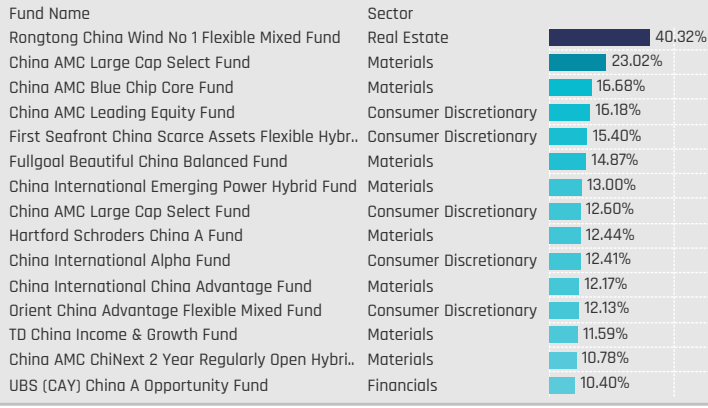 Fund Name Sector
Rongtong China Wind No 1 Flexible Mixed Fund Real Estate 40.32%
China AMC Large Cap Select Fund Materials 23.02%
China AMC Blue Chip Core Fund Materials 16.68%
China AMC Leading Equity Fund Consumer Discretionary 16.18%
First Seafront China Scarce Assets Flexible Hybr.. Consumer Discretionary 15.40%
Fullgoal Beautiful China Balanced Fund Materials 14.87%
China International Emerging Power Hybrid Fund Materials 13.00%
China AMC Large Cap Select Fund Consumer Discretionary 12.60%
Hartford Schroders China A Fund Materials 12.44%
China International Alpha Fund Consumer Discretionary 12.41%
China International China Advantage Fund Materials 12.17%
Orient China Advantage Flexible Mixed Fund Consumer Discretionary 12.13%
TD China Income & Growth Fund Materials 11.59%
China AMC ChiNext 2 Year Regularly Open Hybri.. Materials 10.78%
UBS (CAY) China A Opportunity Fund Financials 10.40%